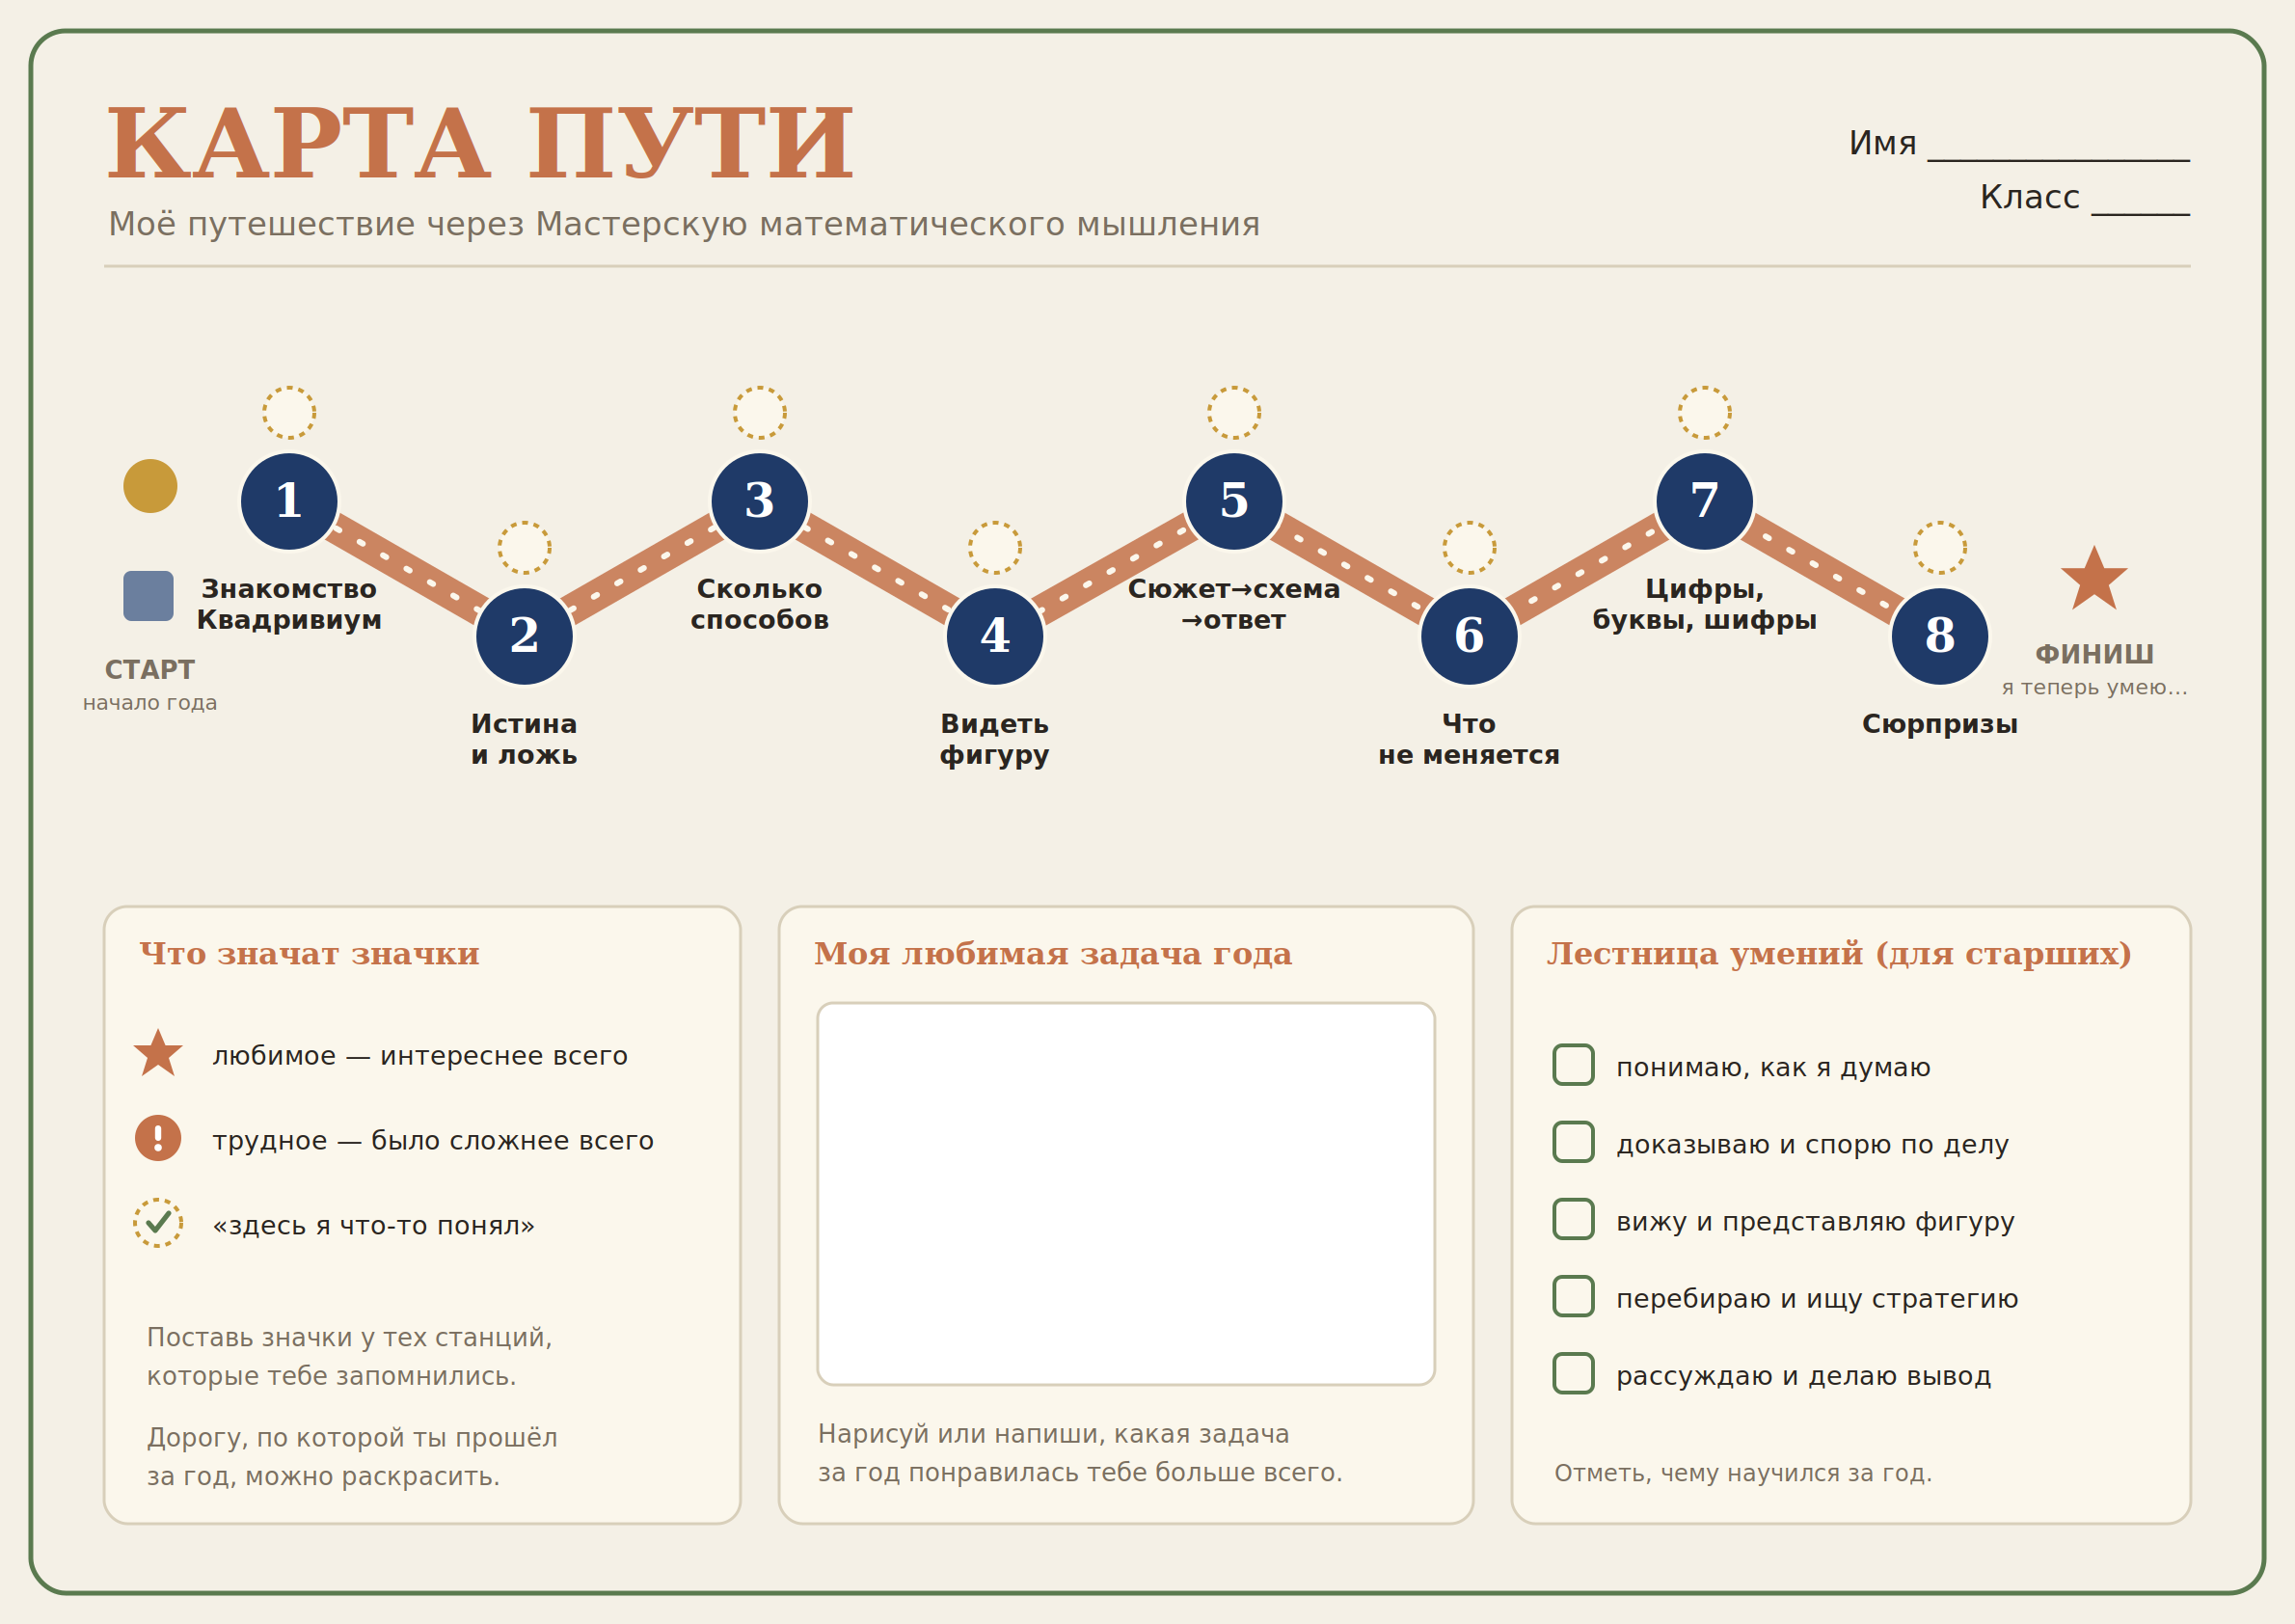 КАРТА ПУТИ
Моё путешествие через Мастерскую математического мышления
Имя ________________
Класс ______
СТАРТ
начало года
1
Знакомство
Квадривиум
2
Истина
и ложь
3
Сколько
способов
4
Видеть
фигуру
5
Сюжет→схема
→ответ
6
Что
не меняется
7
Цифры,
буквы, шифры
8
Сюрпризы
ФИНИШ
я теперь умею…
Что значат значки
любимое — интереснее всего
трудное — было сложнее всего
«здесь я что-то понял»
Поставь значки у тех станций,
которые тебе запомнились.
Дорогу, по которой ты прошёл
за год, можно раскрасить.
Моя любимая задача года
Нарисуй или напиши, какая задача
за год понравилась тебе больше всего.
Лестница умений (для старших)
понимаю, как я думаю
доказываю и спорю по делу
вижу и представляю фигуру
перебираю и ищу стратегию
рассуждаю и делаю вывод
Отметь, чему научился за год.